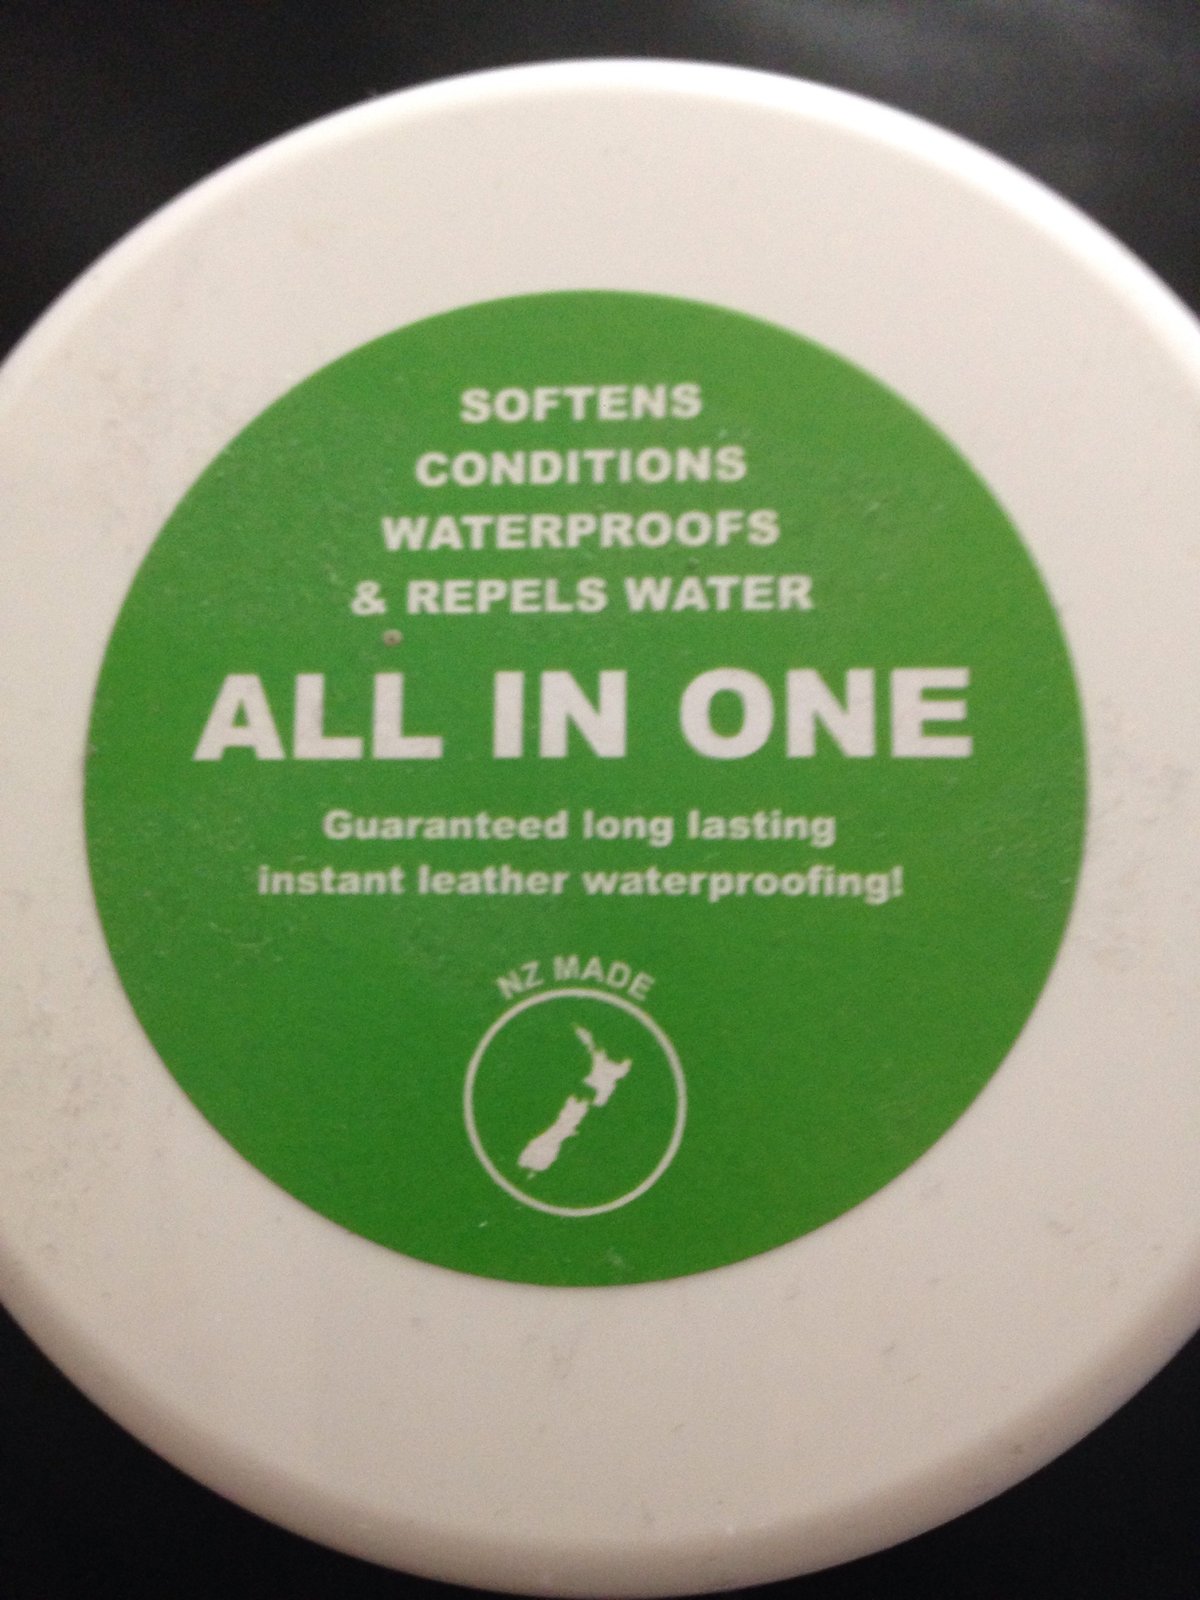 SOFTENS
CONDITIONS
WATERPROOFS
& REPELS WATER
ALL IN ONE
Guaranteed long lasting
instant leather waterproofing!
NZ MADE